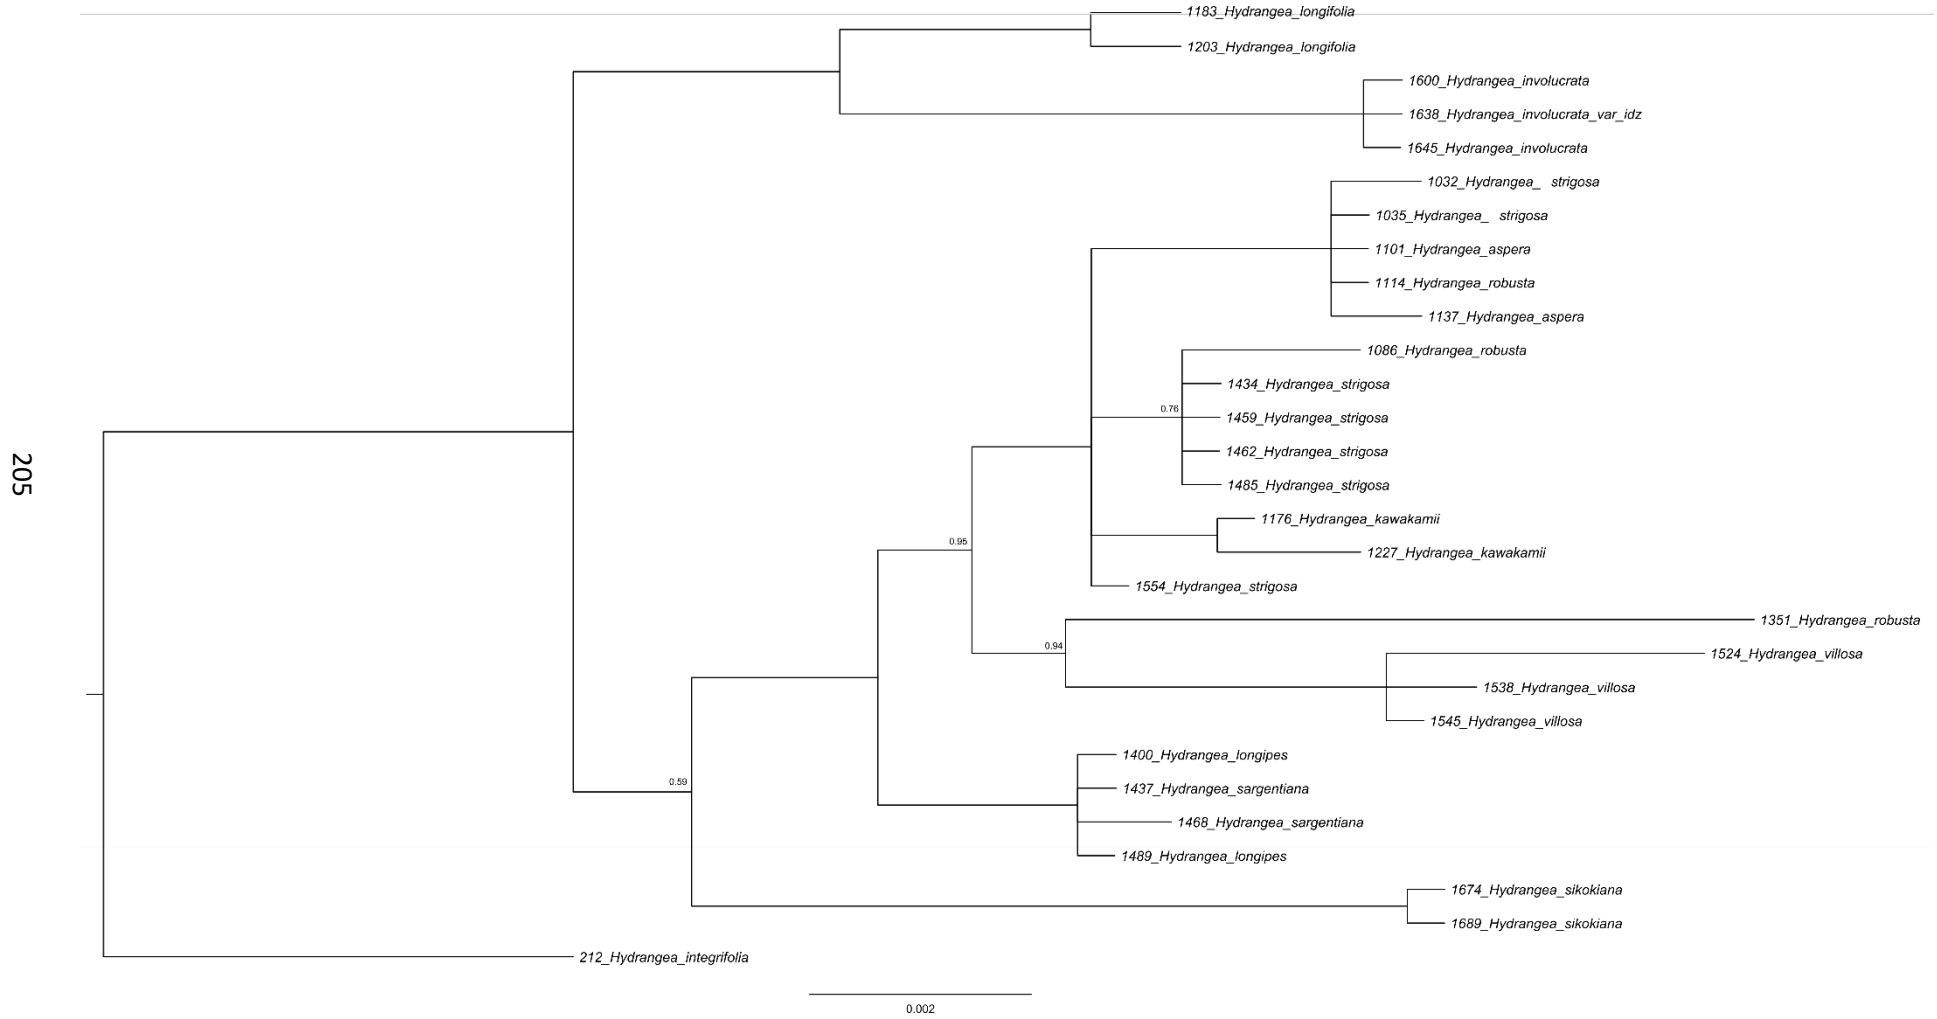 1183_Hydrangea_longifolia
1203_Hydrangea_longifolia
1600_Hydrangea_involucrata
1638_Hydrangea_involucrata_var_idz
1645_Hydrangea_involucrata
1032_Hydrangea_ strigosa
1035_Hydrangea_ strigosa
1101_Hydrangea_aspera
1114_Hydrangea_robusta
1137_Hydrangea_aspera
1086_Hydrangea_robusta
1434_Hydrangea_strigosa
0.76
1459_Hydrangea_strigosa
1462_Hydrangea_strigosa
205
1485_Hydrangea_strigosa
1176_Hydrangea_kawakamii
0.95
1227_Hydrangea_kawakamii
1554_Hydrangea_strigosa
1351_Hydrangea_robusta
0.94
1524_Hydrangea_villosa
1538_Hydrangea_villosa
1545_Hydrangea_villosa
1400_Hydrangea_longipes
0.59
1437_Hydrangea_sargentiana
1468_Hydrangea_sargentiana
1489_Hydrangea_longipes
1674_Hydrangea_sikokiana
1689_Hydrangea_sikokiana
212_Hydrangea_integrifolia
0.002